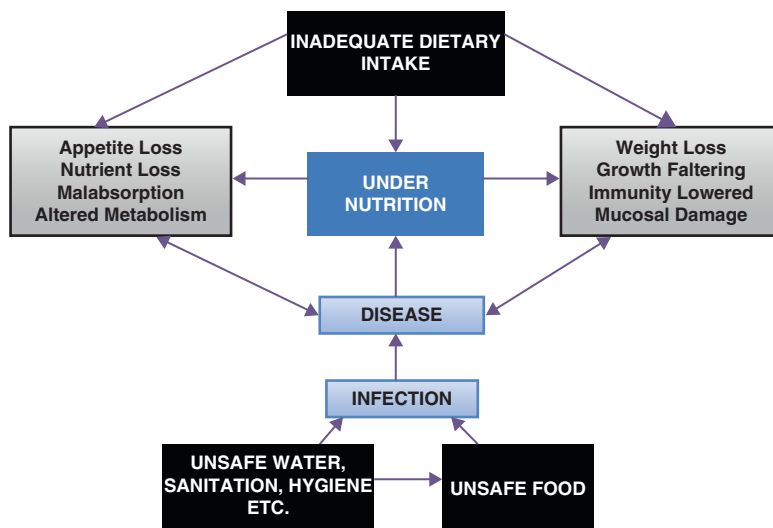 INADEQUATE DIETARY
INTAKE
Appetite Loss
Nutrient Loss
Malabsorption
Altered Metabolism
UNDER
NUTRITION
Weight Loss
Growth Faltering
Immunity Lowered
Mucosal Damage
DISEASE
INFECTION
UNSAFE WATER,
SANITATION, HYGIENE
ETC.
UNSAFE FOOD